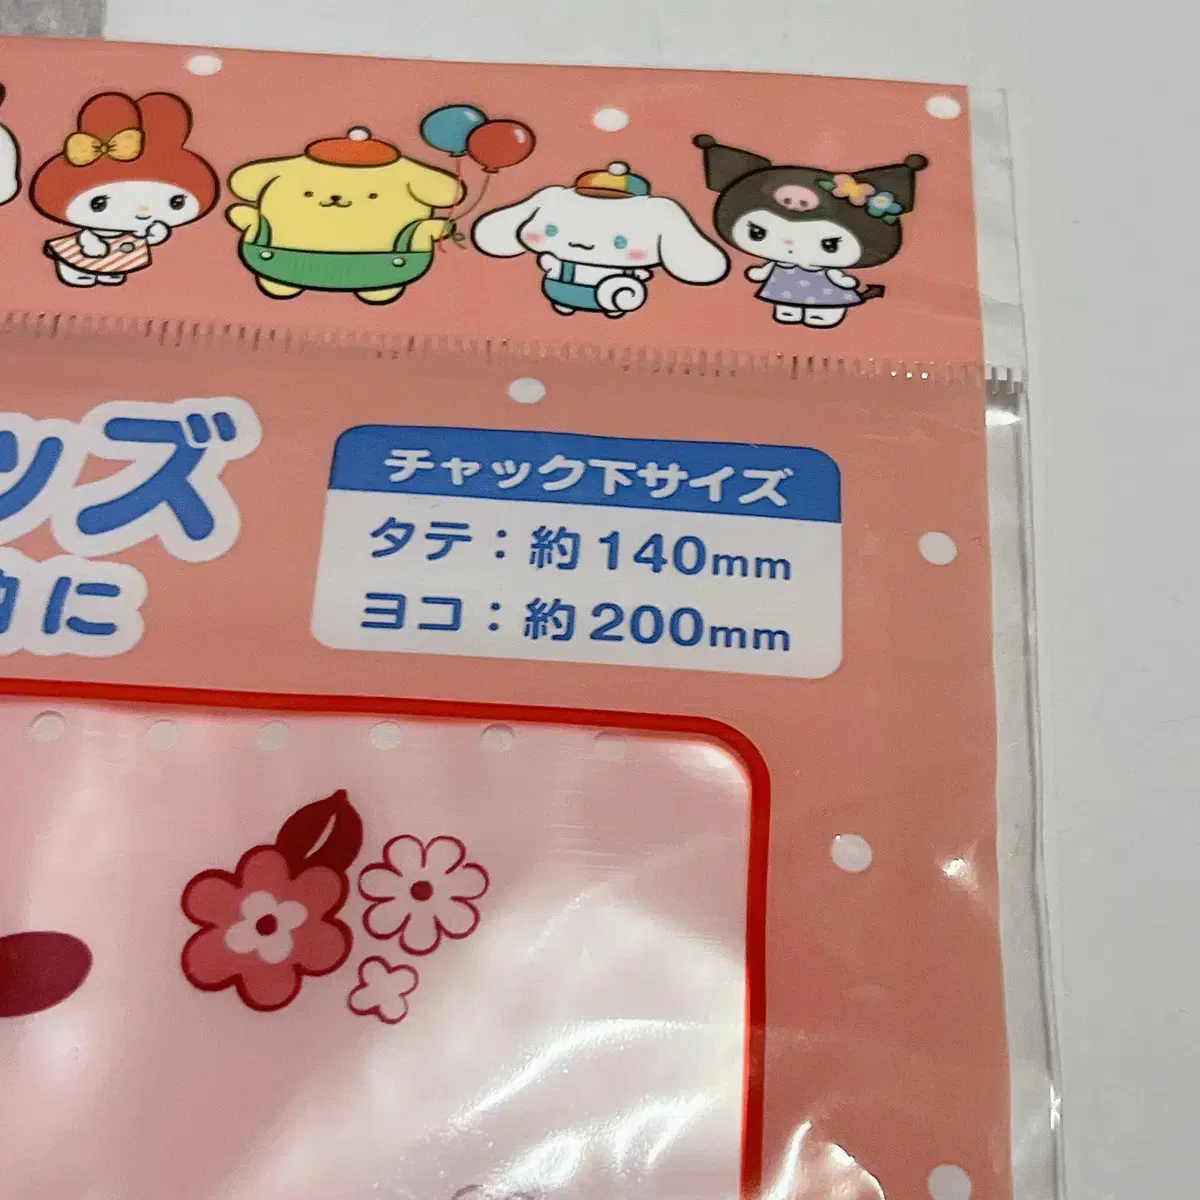 ッズ
に
チャック下サイズ
タテ：約140mm
ヨコ：約200mm